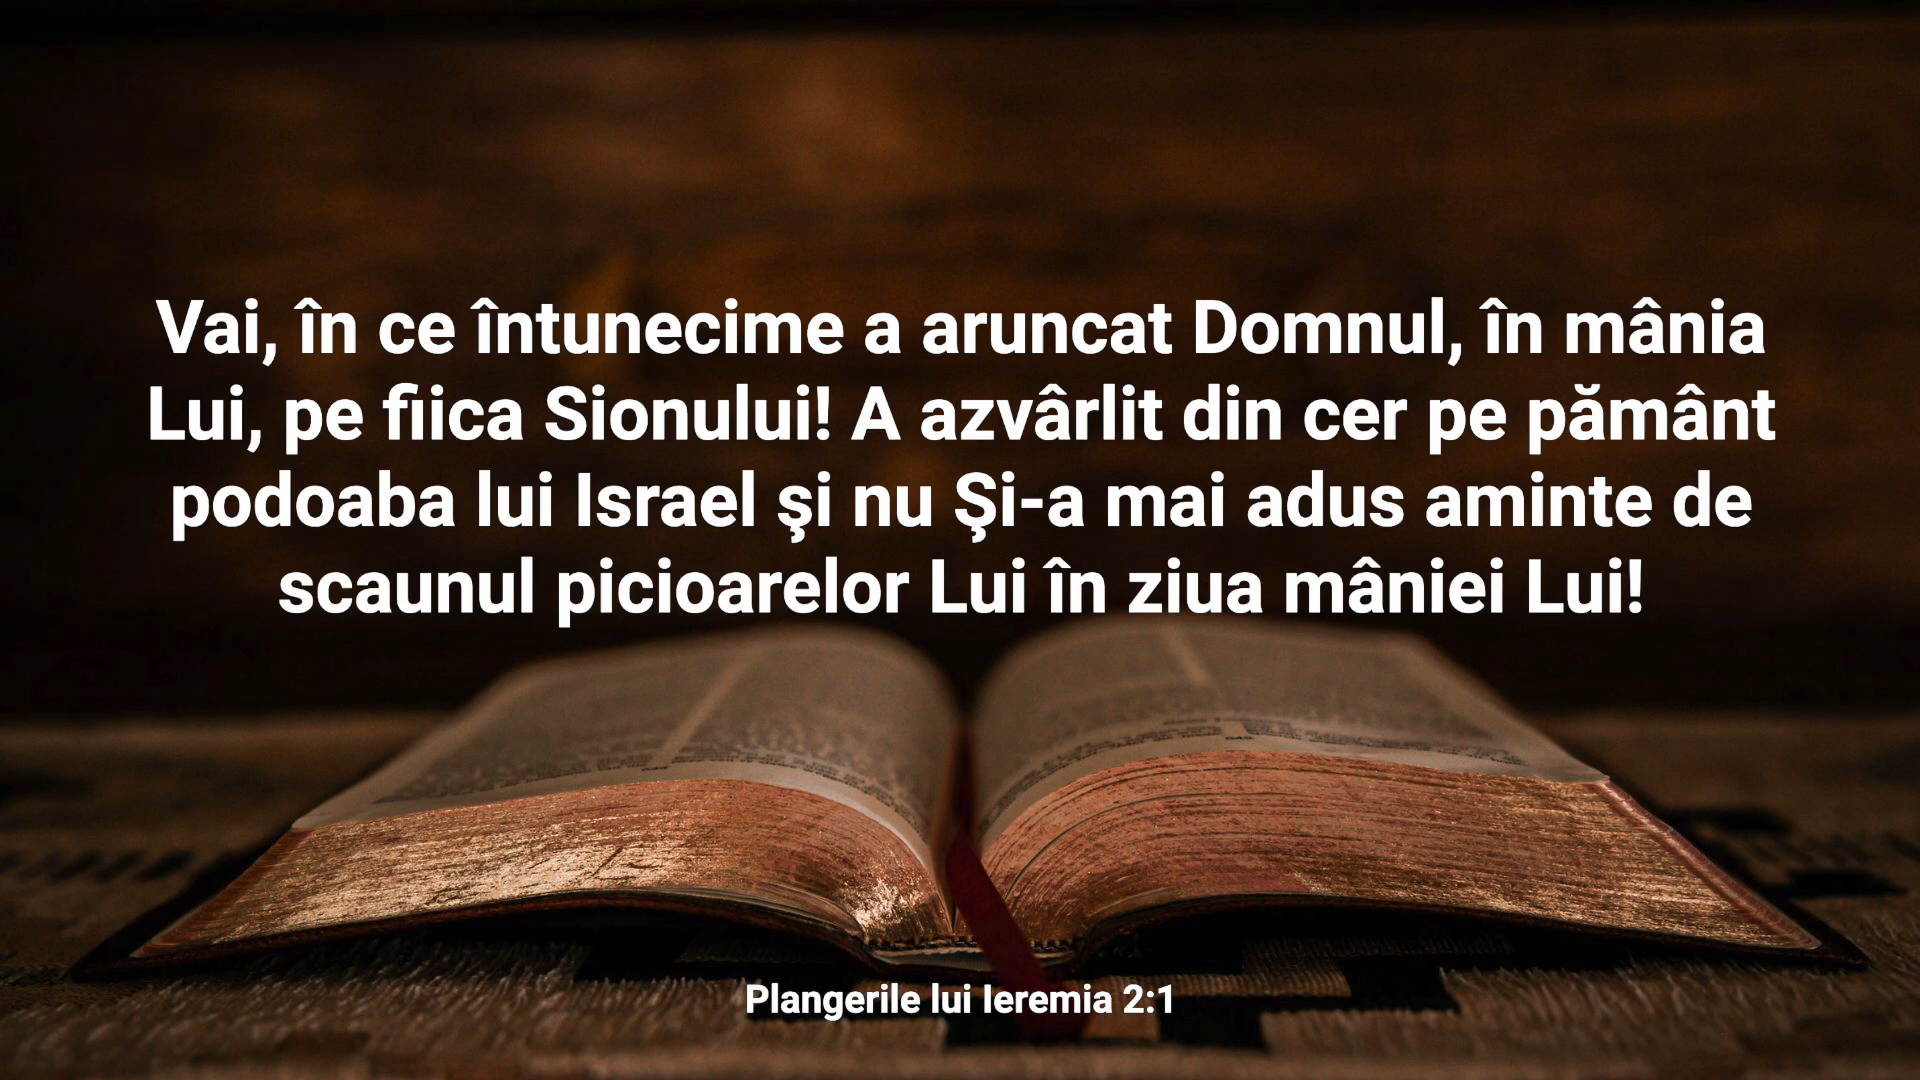 Vai, în ce întunecime a aruncat Domnul, în mânia
Lui, pe fiica Sionului! A azvârlit din cer pe pământ
podoaba lui Israel şi nu Şi-a mai adus aminte de
scaunul picioarelor Lui în ziua mâniei Lui!
Plangerile lui Ieremia 2:1